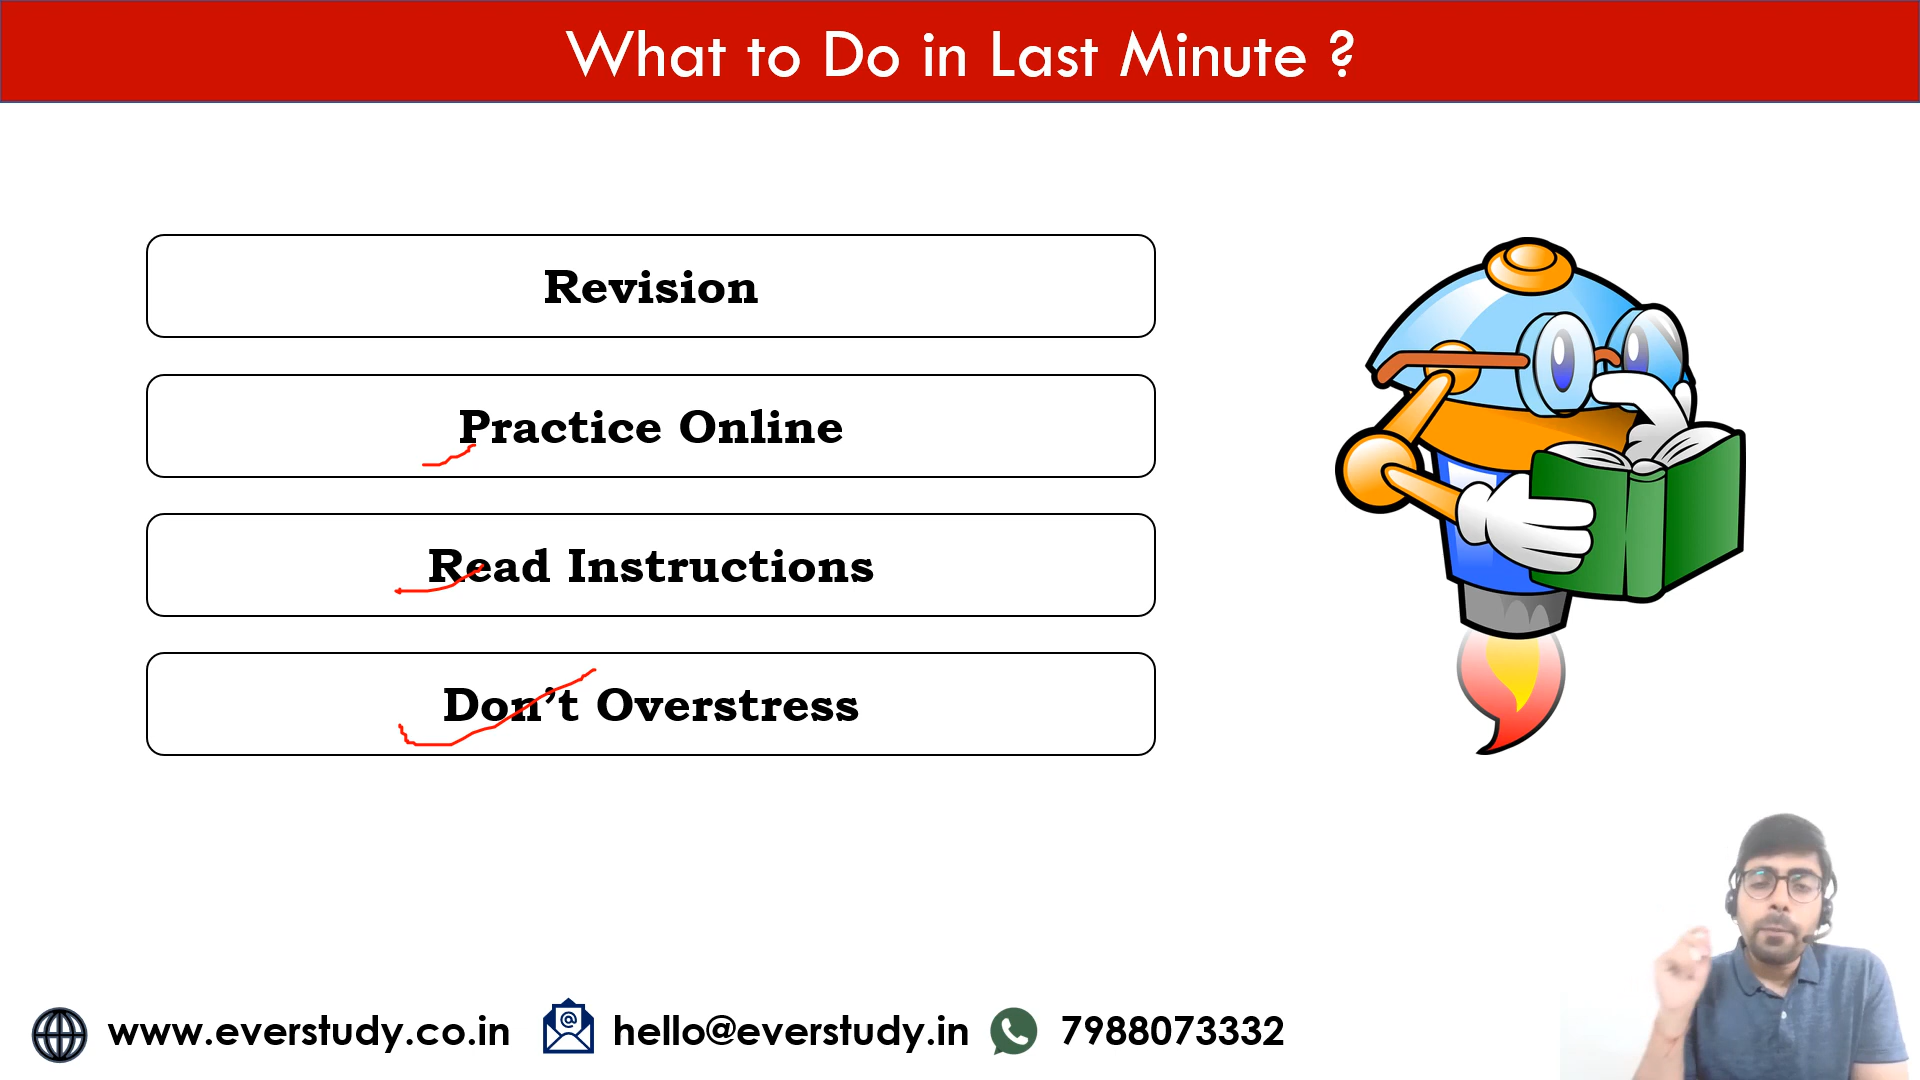 What to Do in Last Minute ?
Revision
Practice Online
Read Instructions
Don't Overstress
www.everstudy.co.in hello@everstudy.in 7988073332